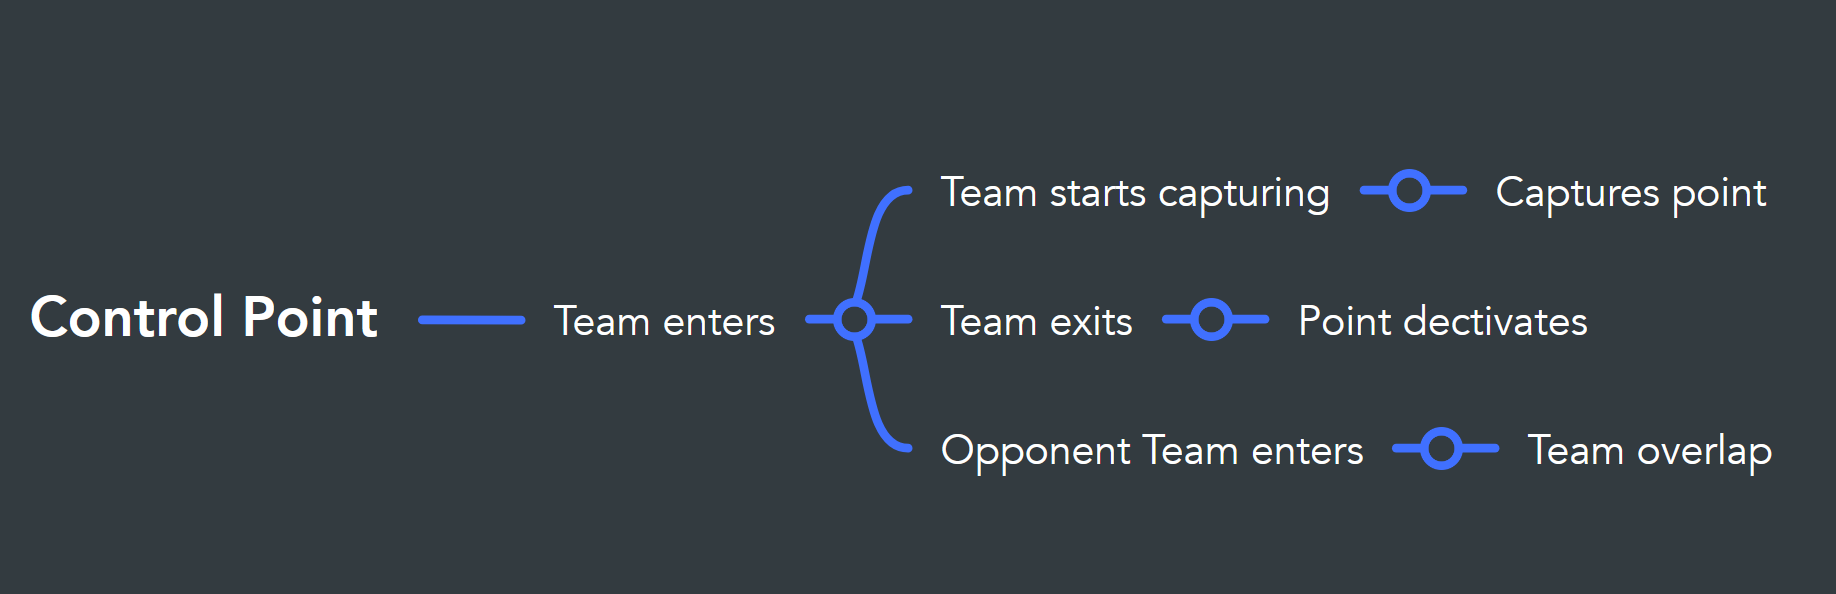 Control Point
Team enters
Team starts capturing
Captures point
Team exits
Point dectivates
Opponent Team enters
Team overlap